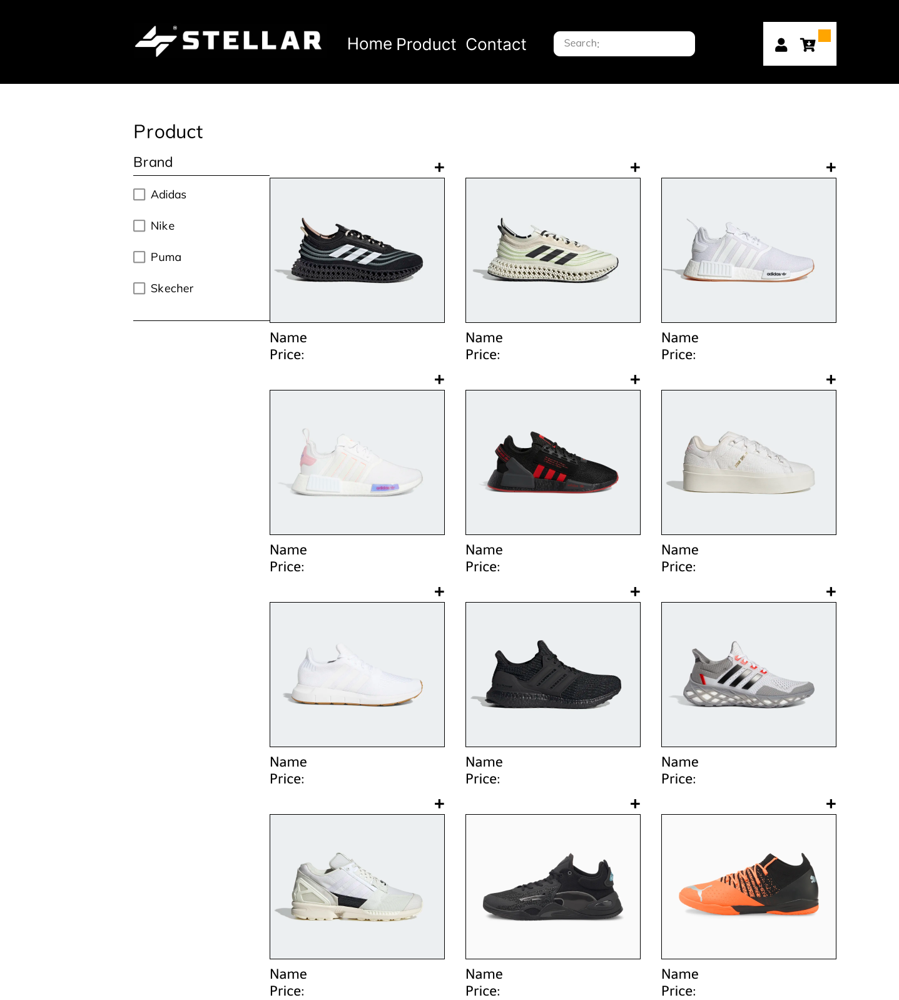 STELLAR
Home Product Contact
Search:
Product
Brand
Adidas
Nike
Puma
Skecher
+ + +
adidas
Name Name Name
Price: Price: Price:
+ + +
adidas
Name Name Name
Price: Price: Price:
+ + +
Name Name Name
Price: Price: Price:
+ + +
Name Name Name
Price: Price: Price: